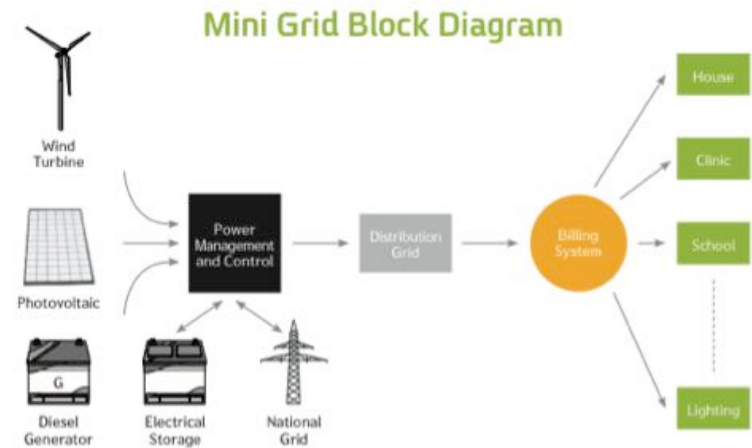 Mini Grid Block Diagram
Wind
Turbine
Photovoltaic
G
Diesel
Generator
Electrical
Storage
National
Grid
Power
Management
and Control
Distribution
Grid
Billing
System
House
Clinic
School
Lighting